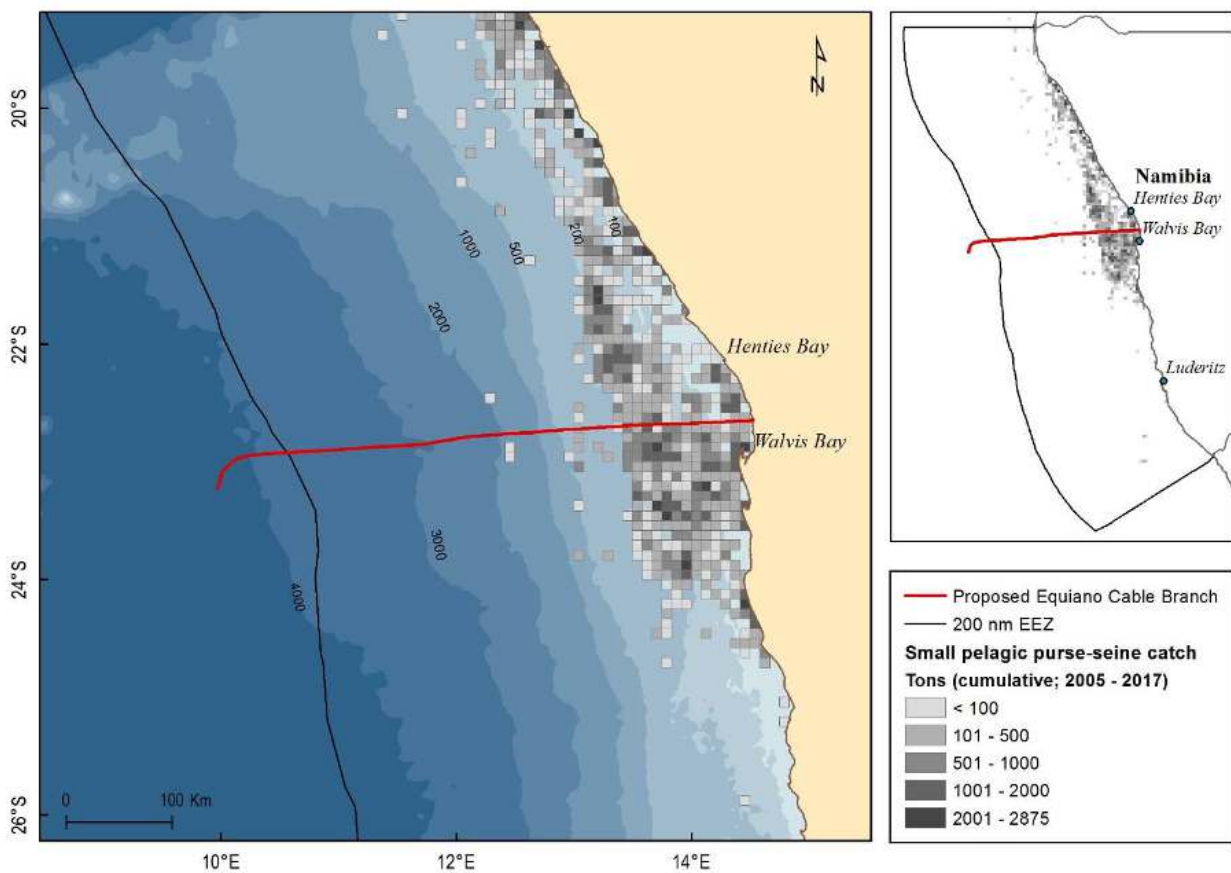 20°S
22°S
24°S
26°S
10°E
12°E
14°E
0 100 Km
4000
3000
2000
1000
500
200
100
Henties Bay
Walvis Bay
N
Namibia
Henties Bay
Walvis Bay
Luderitz
Proposed Equiano Cable Branch
200 nm EEZ
Small pelagic purse-seine catch
Tons (cumulative; 2005 - 2017)
< 100
101 - 500
501 - 1000
1001 - 2000
2001 - 2875